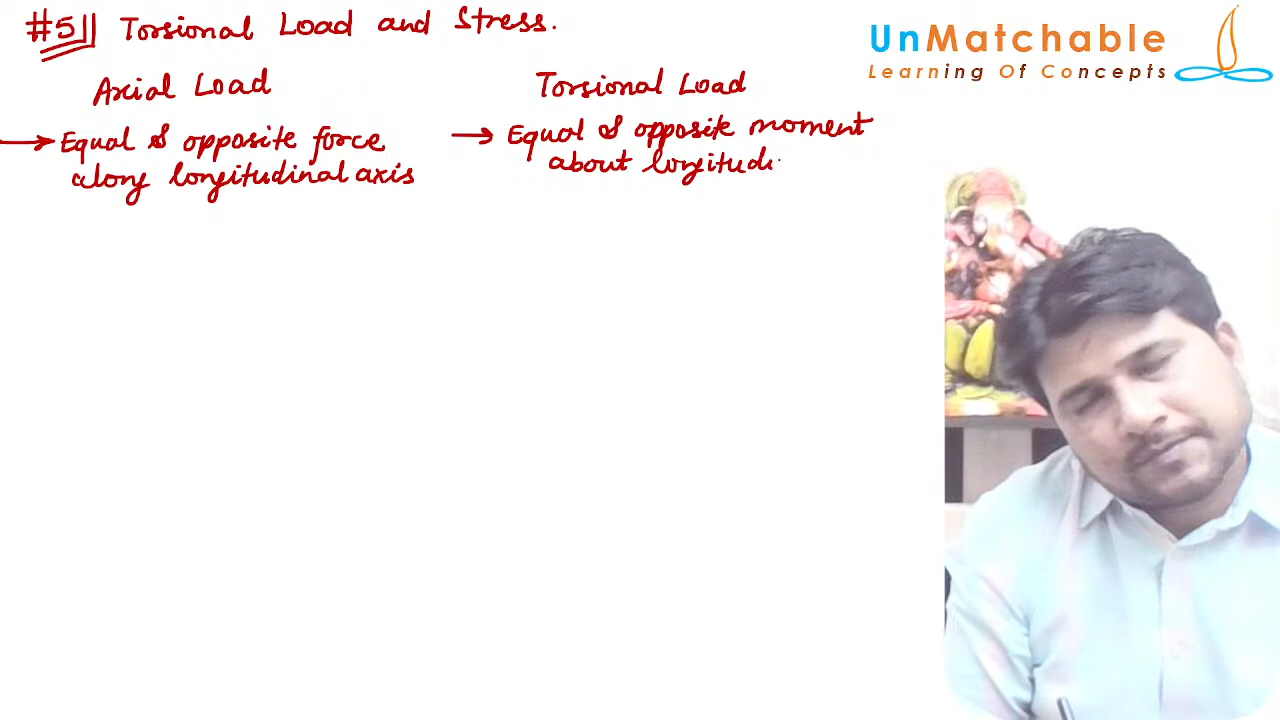 #5 Torsional Load and Stress.
UnMatchable
Learning Of Concepts
Axial Load
→ Equal & opposite force
along longitudinal axis
Torsional Load
→ Equal & opposite moment
about longitudi